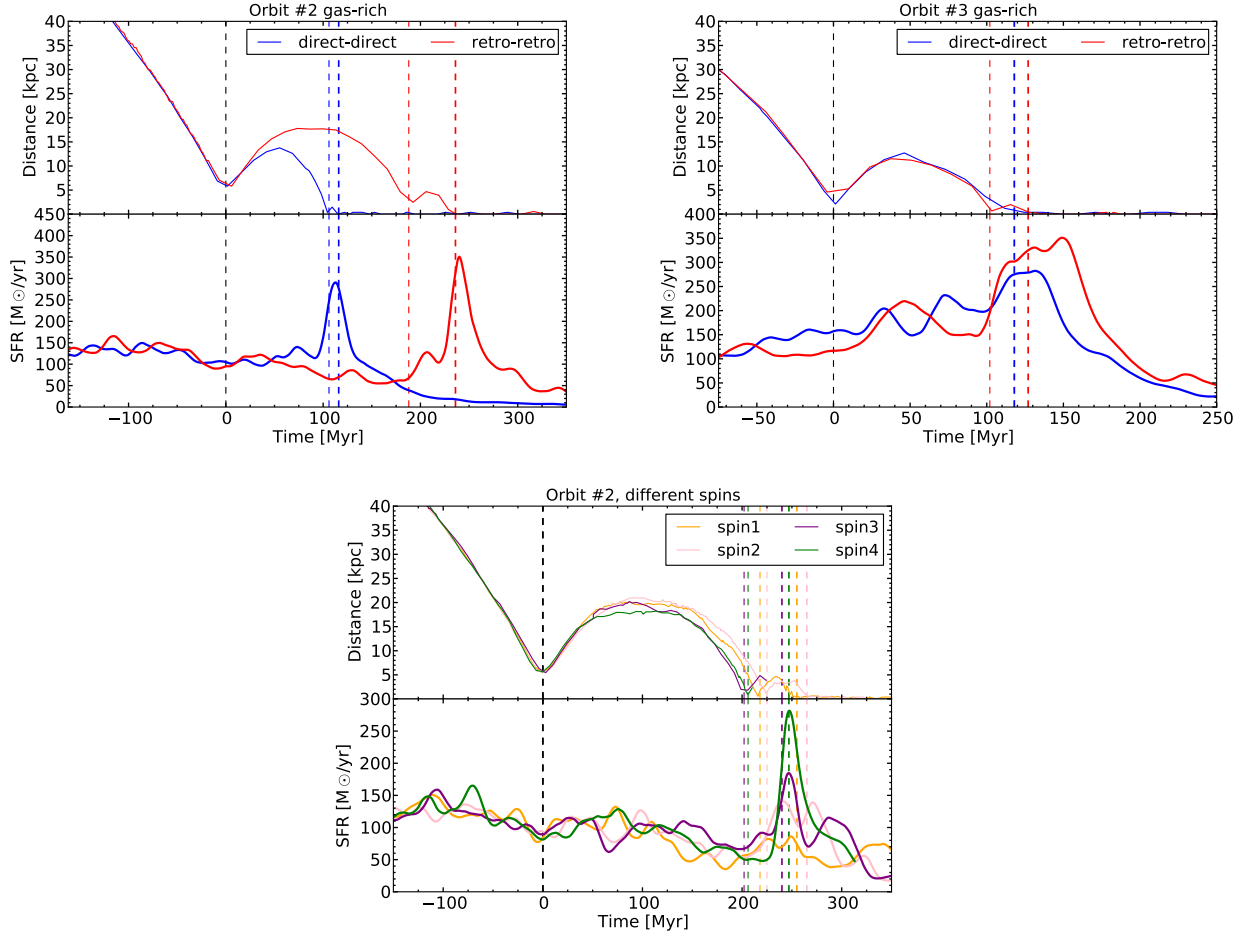 Orbit #2 gas-rich
direct-direct retro-retro
Distance [kpc]
40
35
30
25
20
15
10
5
450
400
350
300
250
200
150
100
50
0
SFR [M☉/yr]
−100 0 100 200 300
Time [Myr]
Orbit #3 gas-rich
direct-direct retro-retro
Distance [kpc]
40
35
30
25
20
15
10
5
400
350
300
250
200
150
100
50
0
SFR [M☉/yr]
−50 0 50 100 150 200 250
Time [Myr]
Orbit #2, different spins
spin1 spin3
spin2 spin4
Distance [kpc]
40
35
30
25
20
15
10
5
300
250
200
150
100
50
0
SFR [M☉/yr]
−100 0 100 200 300
Time [Myr]